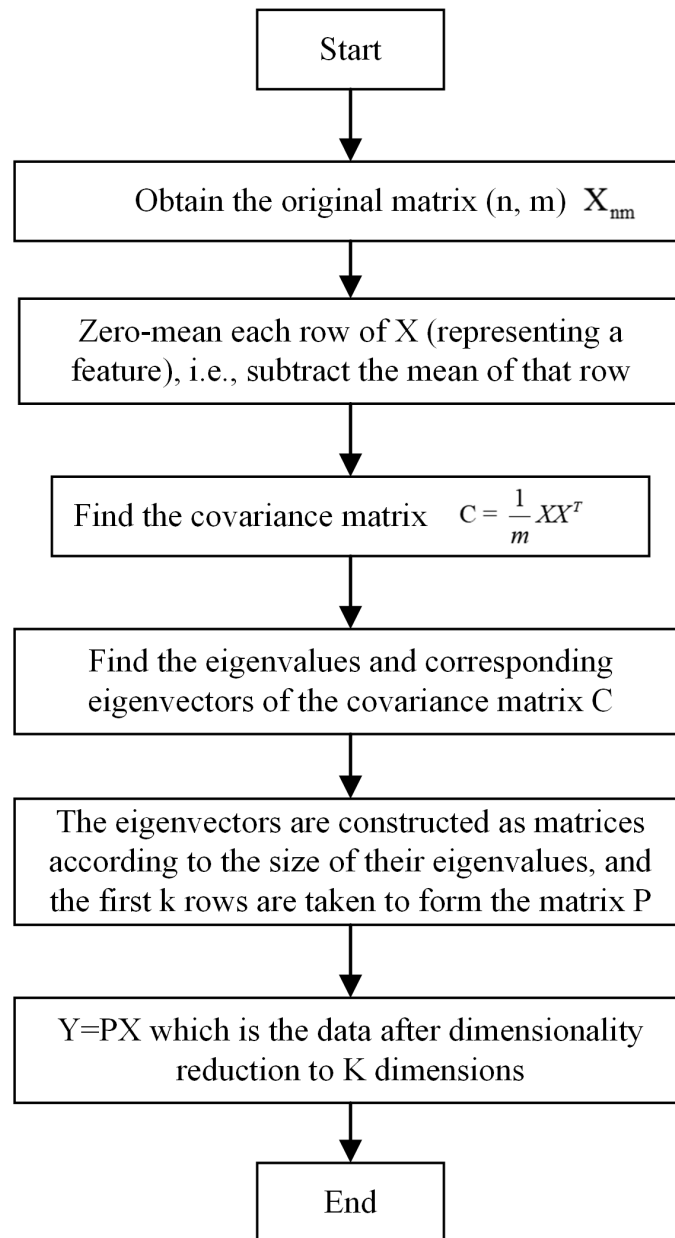 Start
Obtain the original matrix (n, m) Xnm
Zero-mean each row of X (representing a
feature), i.e., subtract the mean of that row
Find the covariance matrix C = 1/m XX^T
Find the eigenvalues and corresponding
eigenvectors of the covariance matrix C
The eigenvectors are constructed as matrices
according to the size of their eigenvalues, and
the first k rows are taken to form the matrix P
Y=PX which is the data after dimensionality
reduction to K dimensions
End